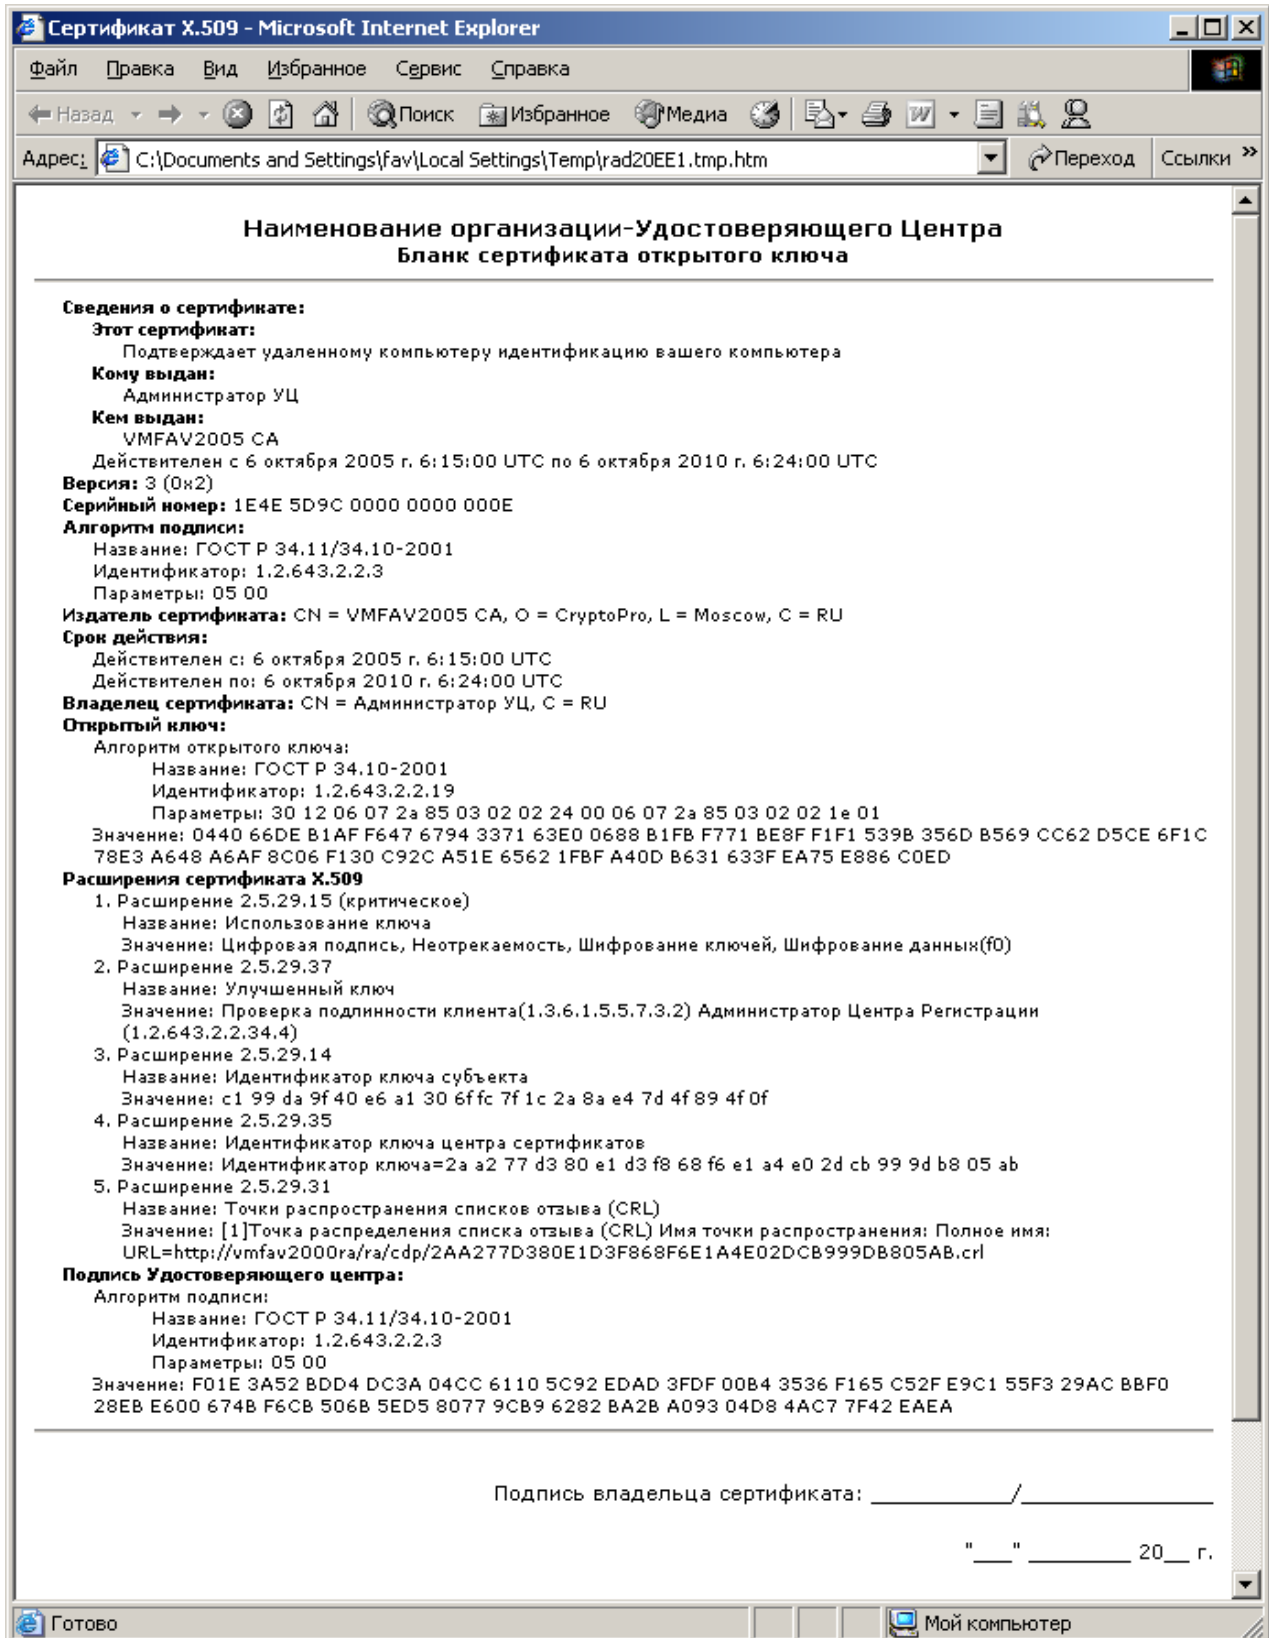 Сертификат X.509 - Microsoft Internet Explorer
Файл Правка Вид Избранное Сервис Справка
Назад Поиск Избранное Медиа
Адрес: C:\Documents and Settings\fav\Local Settings\Temp\rad20EE1.tmp.htm Переход Ссылки »
Наименование организации-Удостоверяющего Центра
Бланк сертификата открытого ключа
Сведения о сертификате:
Этот сертификат:
Подтверждает удаленному компьютеру идентификацию вашего компьютера
Кому выдан:
Администратор УЦ
Кем выдан:
VMFAV2005 CA
Действителен с 6 октября 2005 г. 6:15:00 UTC по 6 октября 2010 г. 6:24:00 UTC
Версия: 3 (0x2)
Серийный номер: 1E4E 5D9C 0000 0000 000E
Алгоритм подписи:
Название: ГОСТ Р 34.11/34.10-2001
Идентификатор: 1.2.643.2.2.3
Параметры: 05 00
Издатель сертификата: CN = VMFAV2005 CA, O = CryptoPro, L = Moscow, C = RU
Срок действия:
Действителен с: 6 октября 2005 г. 6:15:00 UTC
Действителен по: 6 октября 2010 г. 6:24:00 UTC
Владелец сертификата: CN = Администратор УЦ, C = RU
Открытый ключ:
Алгоритм открытого ключа:
Название: ГОСТ Р 34.10-2001
Идентификатор: 1.2.643.2.2.19
Параметры: 30 12 06 07 2a 85 03 02 02 24 00 06 07 2a 85 03 02 02 1e 01
Значение: 0440 66DE B1AF F647 6794 3371 63E0 0688 B1FB F771 BE8F F1F1 539B 356D B569 CC62 D5CE 6F1C
78E3 A648 A6AF 8C06 F130 C92C A51E 6562 1FBF A40D B631 633F EA75 E886 C0ED
Расширения сертификата X.509
1. Расширение 2.5.29.15 (критическое)
Название: Использование ключа
Значение: Цифровая подпись, Неотрекаемость, Шифрование ключей, Шифрование данных(f0)
2. Расширение 2.5.29.37
Название: Улучшенный ключ
Значение: Проверка подлинности клиента(1.3.6.1.5.5.7.3.2) Администратор Центра Регистрации
(1.2.643.2.2.34.4)
3. Расширение 2.5.29.14
Название: Идентификатор ключа субъекта
Значение: c1 99 da 9f 40 e6 a1 30 6f fc 7f 1c 2a 8a e4 7d 4f 89 4f 0f
4. Расширение 2.5.29.35
Название: Идентификатор ключа центра сертификатов
Значение: Идентификатор ключа=2a a2 77 d3 80 e1 d3 f8 68 f6 e1 a4 e0 2d cb 99 9d b8 05 ab
5. Расширение 2.5.29.31
Название: Точки распространения списков отзыва (CRL)
Значение: [1]Точка распределения списка отзыва (CRL) Имя точки распространения: Полное имя:
URL=http://vmfav2000ra/ra/cdp/2AA277D380E1D3F868F6E1A4E02DCB999DB805AB.crl
Подпись Удостоверяющего центра:
Алгоритм подписи:
Название: ГОСТ Р 34.11/34.10-2001
Идентификатор: 1.2.643.2.2.3
Параметры: 05 00
Значение: F01E 3A52 BDD4 DC3A 04CC 6110 5C92 EDAD 3FDF 00B4 3536 F165 C52F E9C1 55F3 29AC BBF0
28EB E600 674B F6CB 506B 5ED5 8077 9CB9 6282 BA2B A093 04D8 4AC7 7F42 EAEA
Подпись владельца сертификата: ___________/_______________
"___" ________ 20__ г.
Готово Мой компьютер